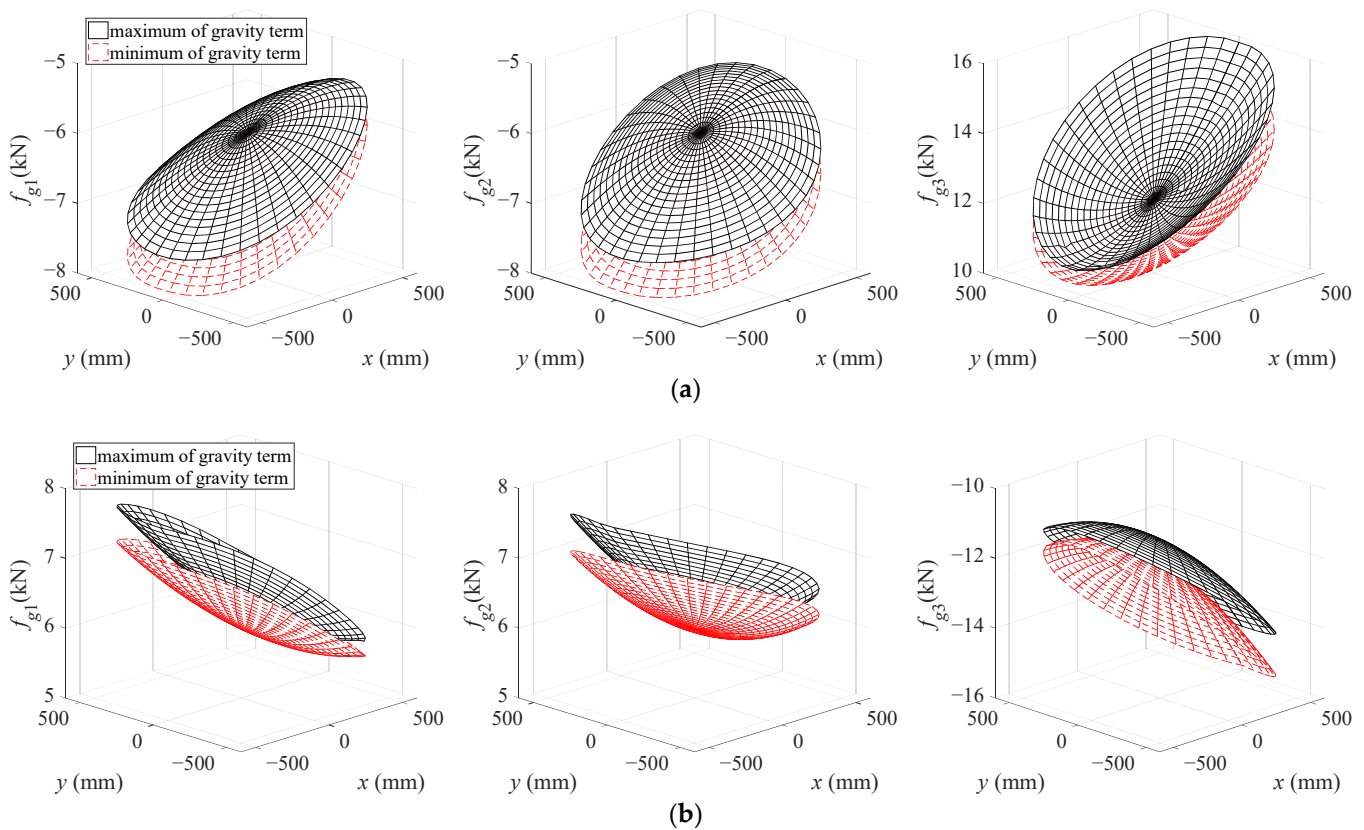 maximum of gravity term
minimum of gravity term
−5
−6
−7
−8
f_g1(kN)
500
0
−500
y (mm)
−500
0
500
x (mm)
−5
−6
−7
−8
f_g2(kN)
500
0
−500
y (mm)
−500
0
500
x (mm)
16
14
12
10
f_g3(kN)
500
0
−500
y (mm)
−500
0
500
x (mm)
(a)
maximum of gravity term
minimum of gravity term
8
7
6
5
f_g1(kN)
500
0
−500
y (mm)
−500
0
500
x (mm)
8
7
6
5
f_g2(kN)
500
0
−500
y (mm)
−500
0
500
x (mm)
−10
−12
−14
−16
f_g3(kN)
500
0
−500
y (mm)
−500
0
500
x (mm)
(b)